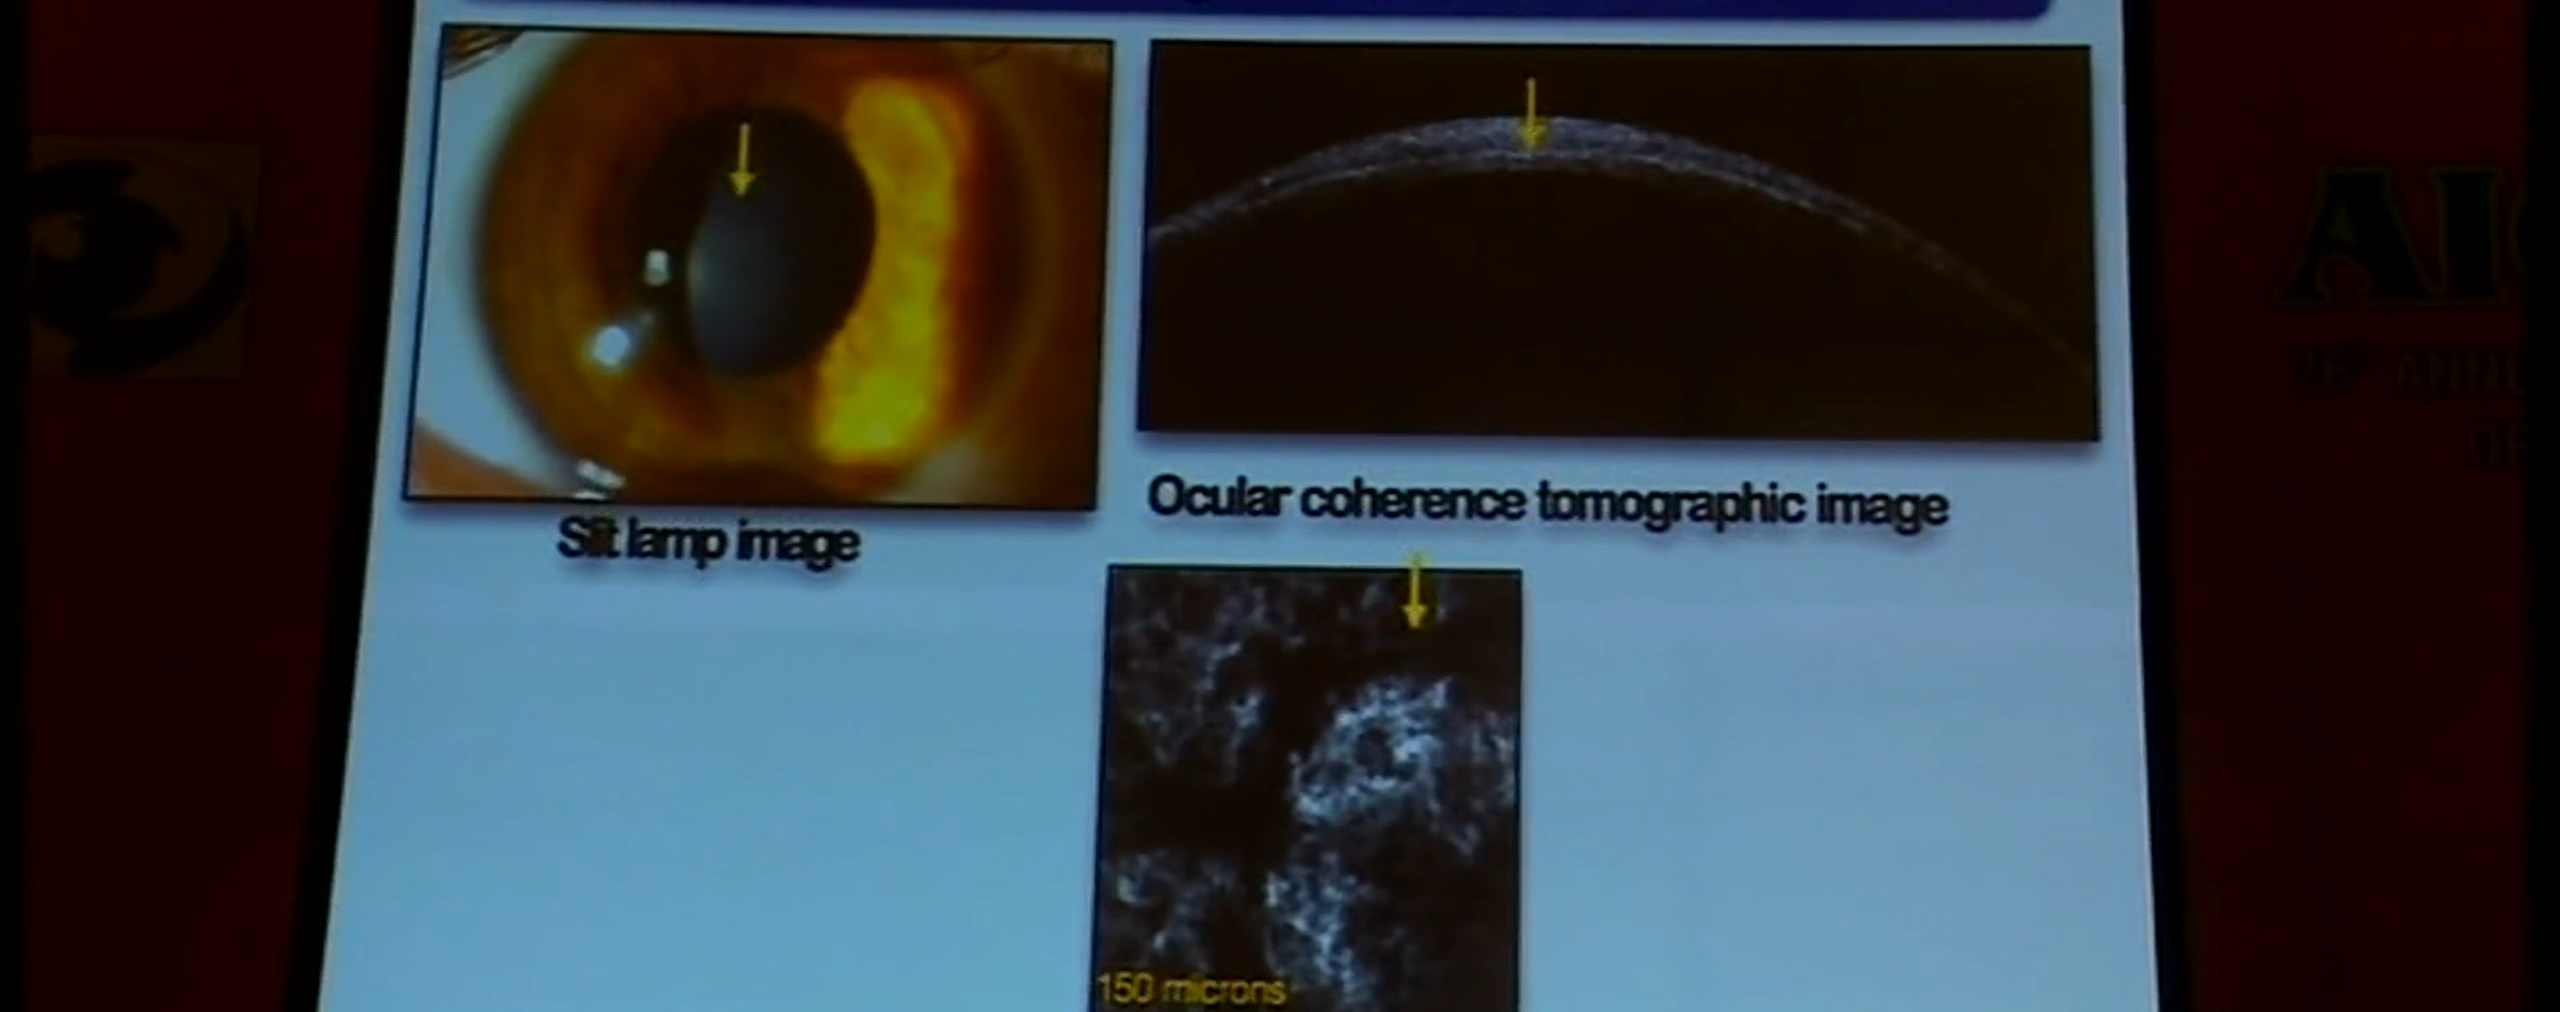 Slit lamp image
Ocular coherence tomographic image
150 microns